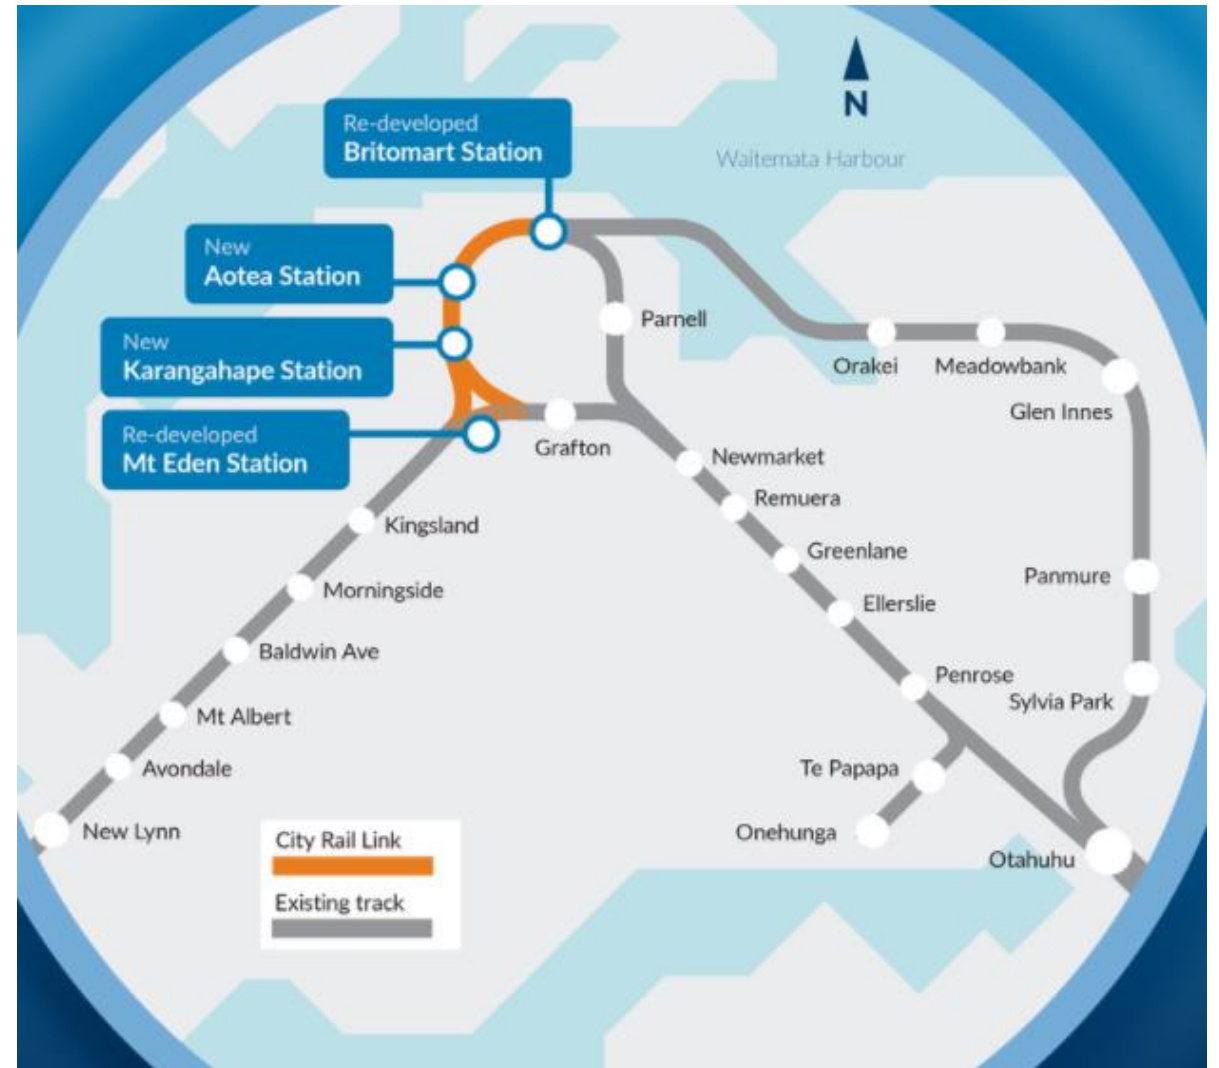 N
Waitemata Harbour
Re-developed
Britomart Station
New
Aotea Station
New
Karangahape Station
Re-developed
Mt Eden Station
Parnell
Orakei
Meadowbank
Glen Innes
Grafton
Newmarket
Remuera
Greenlane
Ellerslie
Penrose
Panmure
Sylvia Park
Kingsland
Morningside
Baldwin Ave
Mt Albert
Avondale
New Lynn
Te Papapa
Onehunga
Otahuhu
City Rail Link
Existing track